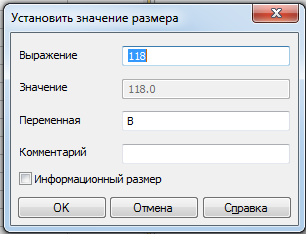 Установить значение размера
Выражение 118
Значение 118.0
Переменная B
Комментарий
Информационный размер
OK Отмена Справка